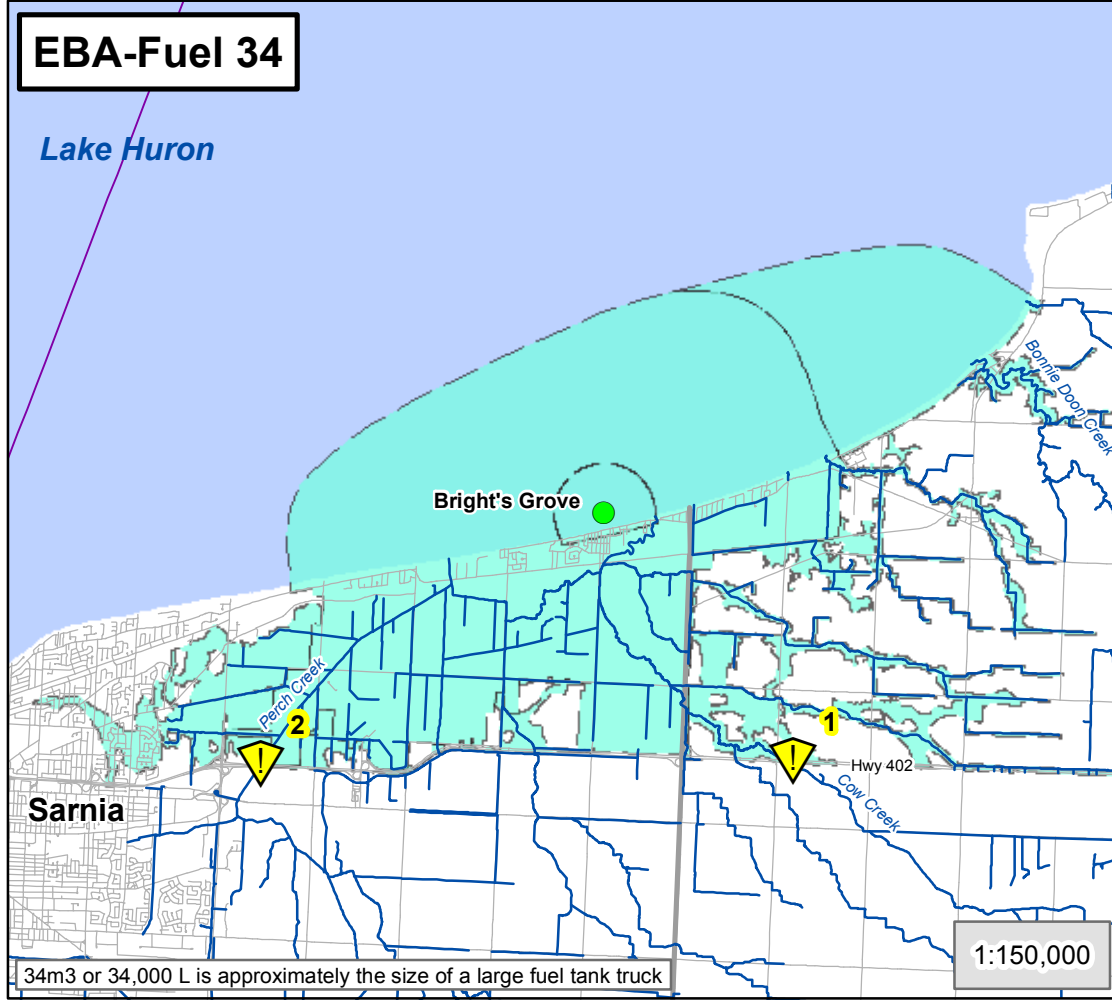 EBA-Fuel 34
Lake Huron
Bonnie Doon Creek
Bright's Grove
Perch Creek
2
1
Hwy 402
Cow Creek
Sarnia
34m3 or 34,000 L is approximately the size of a large fuel tank truck
1:150,000